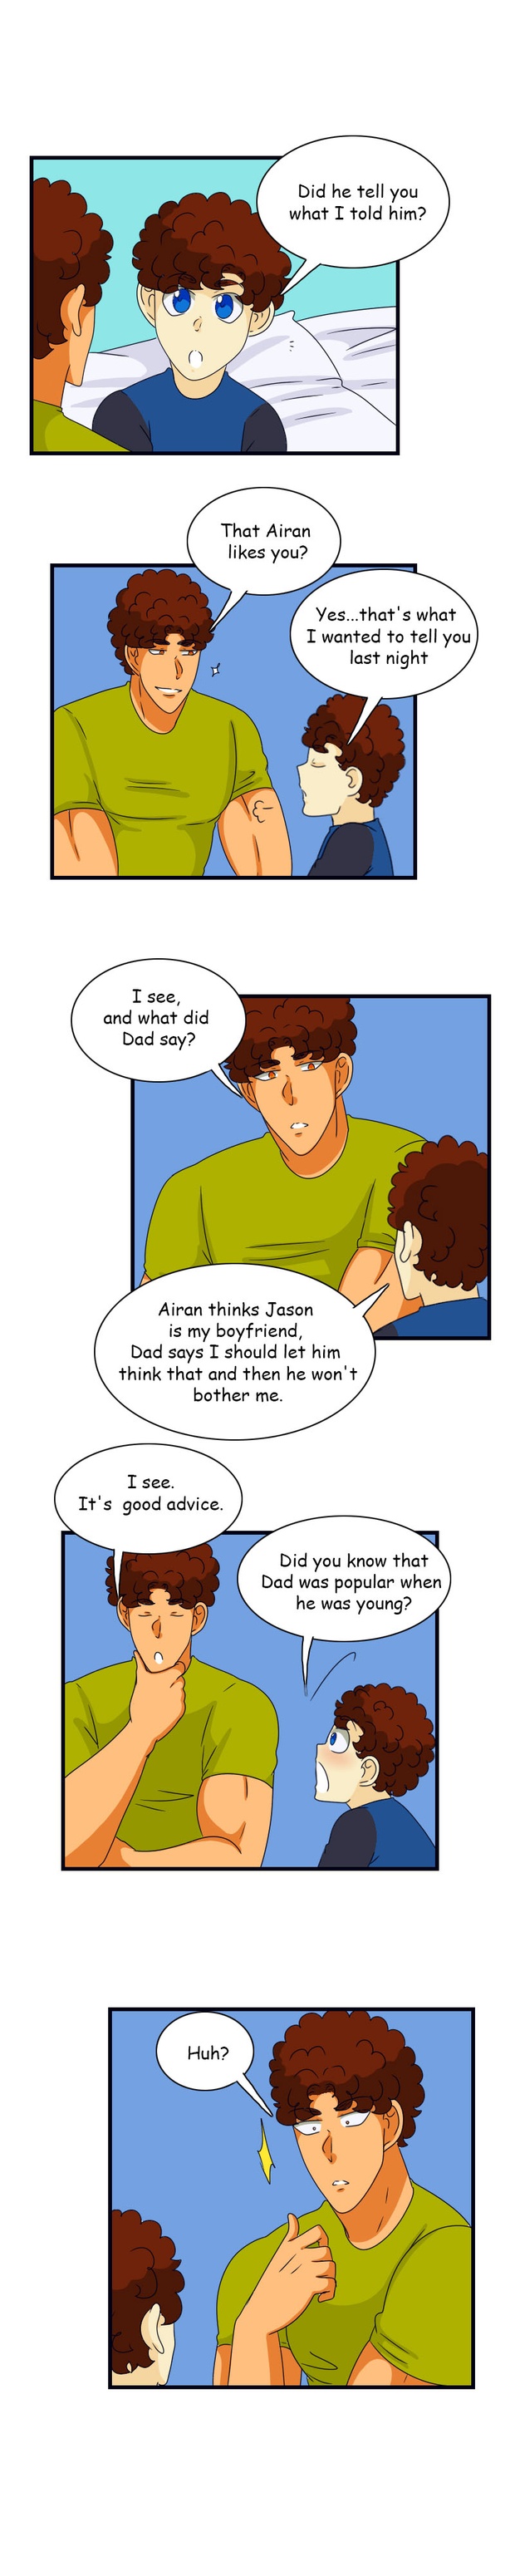 Did he tell you
what I told him?
That Airan
likes you?
Yes...that's what
I wanted to tell you
last night
I see,
and what did
Dad say?
Airan thinks Jason
is my boyfriend,
Dad says I should let him
think that and then he won't
bother me.
I see.
It's good advice.
Did you know that
Dad was popular when
he was young?
Huh?